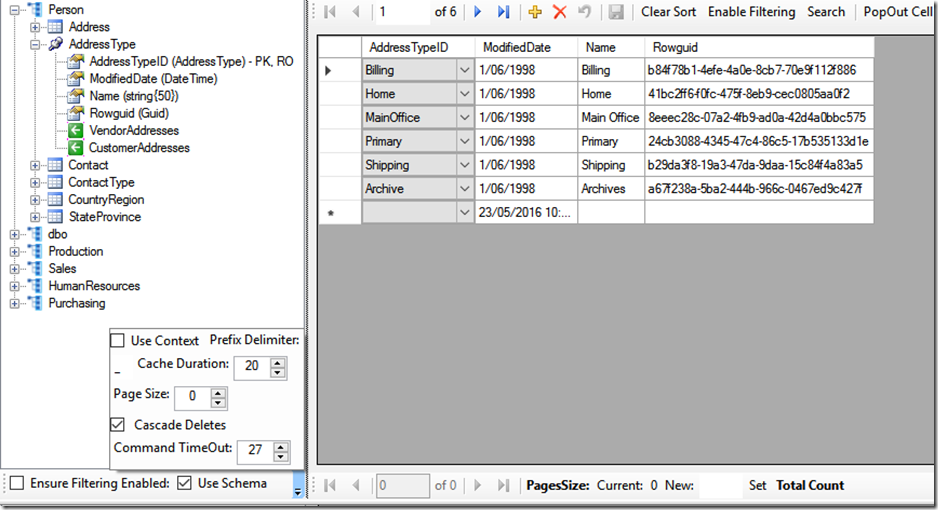 Person
Address
AddressType
AddressTypeID (AddressType) - PK, RO
ModifiedDate (DateTime)
Name (string{50})
Rowguid (Guid)
VendorAddresses
CustomerAddresses
Contact
ContactType
CountryRegion
StateProvince
dbo
Production
Sales
HumanResources
Purchasing
Use Context Prefix Delimiter:
_ Cache Duration: 20
Page Size: 0
Cascade Deletes
Command TimeOut: 27
Ensure Filtering Enabled: Use Schema
1 of 6 Clear Sort Enable Filtering Search PopOut Cell
AddressTypeID ModifiedDate Name Rowguid
Billing 1/06/1998 Billing b84f78b1-4efe-4a0e-8cb7-70e9f112f886
Home 1/06/1998 Home 41bc2ff6-f0fc-475f-8eb9-cec0805aa0f2
MainOffice 1/06/1998 Main Office 8eeec28c-07a2-4fb9-ad0a-42d4a0bbc575
Primary 1/06/1998 Primary 24cb3088-4345-47c4-86c5-17b535133d1e
Shipping 1/06/1998 Shipping b29da3f8-19a3-47da-9daa-15c84f4a83a5
Archive 1/06/1998 Archives a67f238a-5ba2-444b-966c-0467ed9c427f
* 23/05/2016 10:...
0 of 0 PagesSize: Current: 0 New: Set Total Count